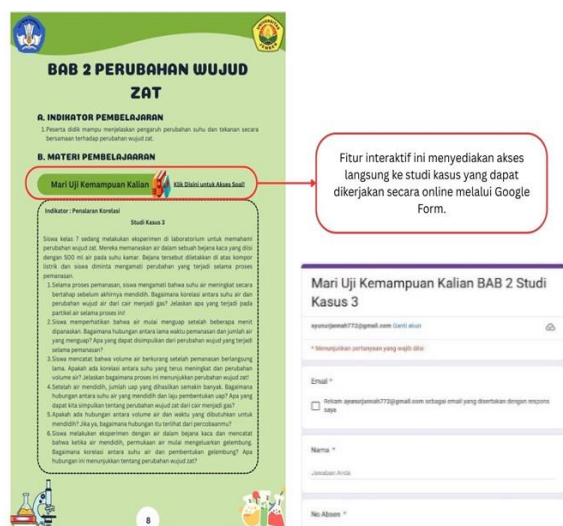 BAB 2 PERUBAHAN WUJUD
ZAT
A. INDIKATOR PEMBELAJARAN
1. Peserta didik mampu menjelaskan pengaruh perubahan suhu dan tekanan secara
bersamaan terhadap perubahan wujud zat.
B. MATERI PEMBELAJAARAN
Mari Uji Kemampuan Kalian
Klik Disini untuk Akses Soal!
Indikator : Penalaran Korelasi
Studi Kasus 3
Siswa kelas 7 sedang melakukan eksperimen di laboratorium untuk memahami
perubahan wujud zat. Mereka memanaskan air dalam sebuah bejana kaca yang diisi
dengan 500 ml air pada suhu kamar. Bejana tersebut diletakkan di atas kompor
listrik dan siswa diminta mengamati perubahan yang terjadi selama proses
pemanasan.
1. Selama proses pemanasan, siswa mengamati bahwa suhu air meningkat secara
bertahap sebelum akhirnya mendidih. Bagaimana korelasi antara suhu air dan
perubahan wujud air dari cair menjadi gas? Jelaskan apa yang terjadi pada
partikel air selama proses ini!
2. Siswa memperhatikan bahwa air mulai menguap setelah beberapa menit
dipanaskan. Bagaimana hubungan antara lama waktu pemanasan dan jumlah air
yang menguap? Apa yang dapat disimpulkan dari perubahan wujud yang terjadi
selama pemanasan?
3. Siswa mencatat bahwa volume air berkurang setelah pemanasan berlangsung
lama. Apakah ada korelasi antara suhu yang terus meningkat dan perubahan
volume air? Jelaskan bagaimana proses ini menunjukkan perubahan wujud zat!
4. Setelah air mendidih, jumlah uap yang dihasilkan semakin banyak. Bagaimana
hubungan antara suhu air yang mendidih dan laju pembentukan uap? Apa yang
dapat kita simpulkan tentang perubahan wujud zat dari cair menjadi gas?
5. Apakah ada hubungan antara volume air dan waktu yang dibutuhkan untuk
mendidih? Jika ya, bagaimana hubungan itu terlihat dari percobaanmu?
6. Siswa melakukan eksperimen dengan air dalam bejana kaca dan mencatat
bahwa ketika air mendidih, permukaan air mulai mengeluarkan gelembung.
Bagaimana korelasi antara suhu air dan pembentukan gelembung? Apa
hubungan ini menunjukkan tentang perubahan wujud zat?
8
Fitur interaktif ini menyediakan akses
langsung ke studi kasus yang dapat
dikerjakan secara online melalui Google
Form.
Mari Uji Kemampuan Kalian BAB 2 Studi
Kasus 3
ayunurjannah772@gmail.com Ganti akun
* Menunjukkan pertanyaan yang wajib diisi
Email *
Rekam ayunurjannah772@gmail.com sebagai email yang disertakan dengan respons
saya
Nama *
Jawaban Anda
No Absen *